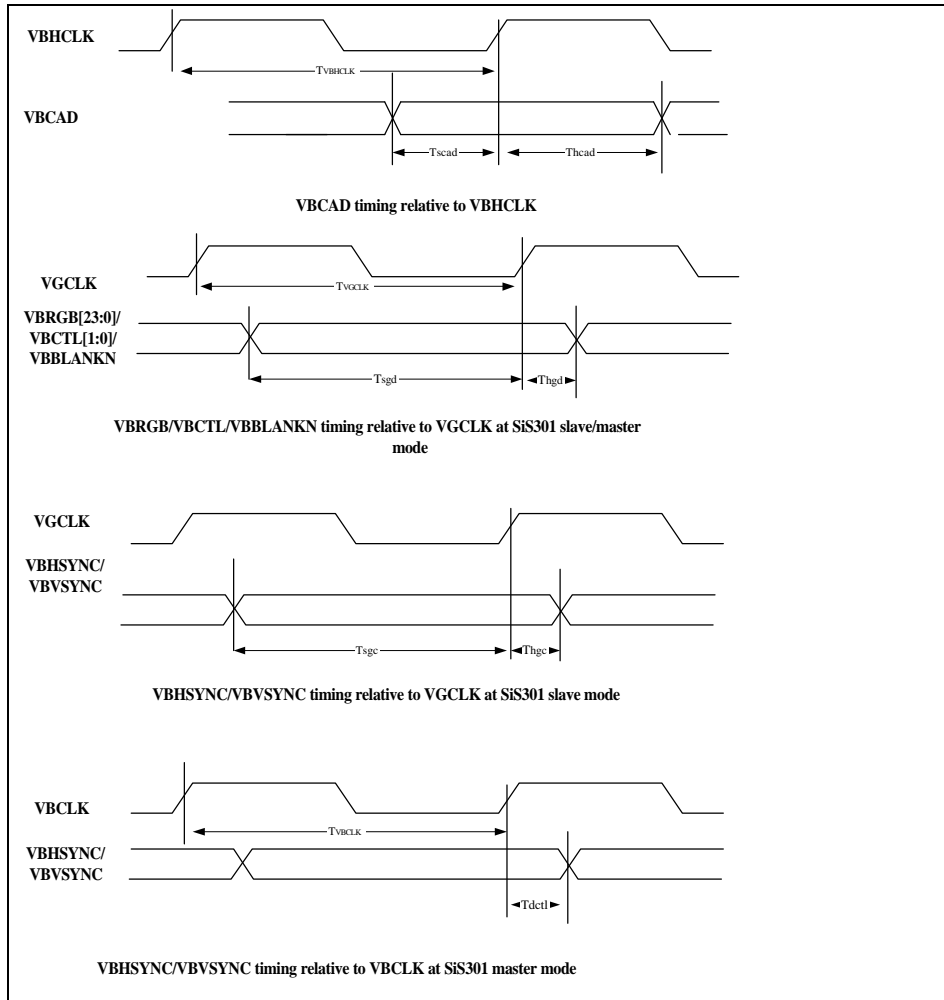 VBHCLK
TVBHCLK
VBCAD
Tscad
Thcad
VBCAD timing relative to VBHCLK
VGCLK
TVGCLK
VBRGB[23:0]/
VBCTL[1:0]/
VBBLANKN
Tsgd
Thgd
VBRGB/VBCTL/VBBLANKN timing relative to VGCLK at SiS301 slave/master
mode
VGCLK
VBHSYNC/
VBVSYNC
Tsgc
Thgc
VBHSYNC/VBVSYNC timing relative to VGCLK at SiS301 slave mode
VBCLK
TVBCLK
VBHSYNC/
VBVSYNC
Tdctl
VBHSYNC/VBVSYNC timing relative to VBCLK at SiS301 master mode